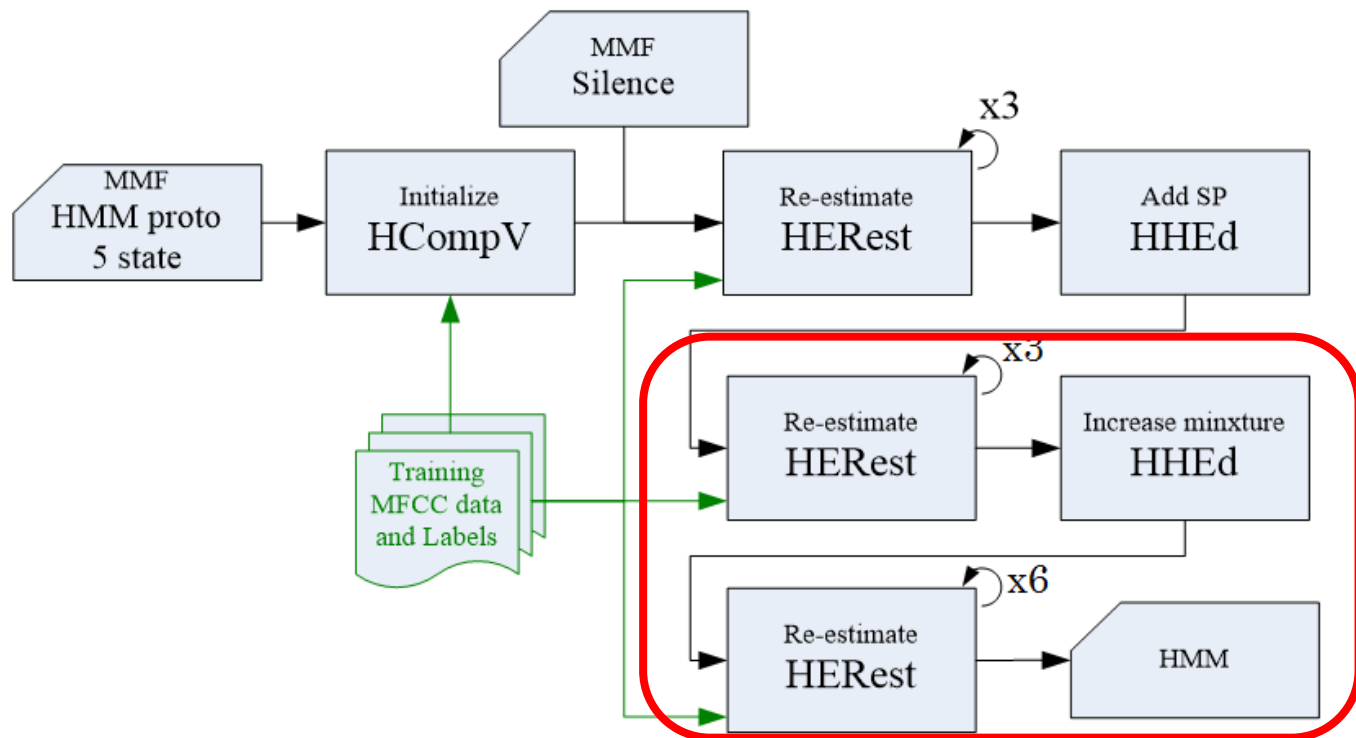 MMF
Silence
x3
MMF
HMM proto
5 state
Initialize
HCompV
Re-estimate
HERest
Add SP
HHEd
x3
Re-estimate
HERest
Increase minxture
HHEd
Training
MFCC data
and Labels
x6
Re-estimate
HERest
HMM